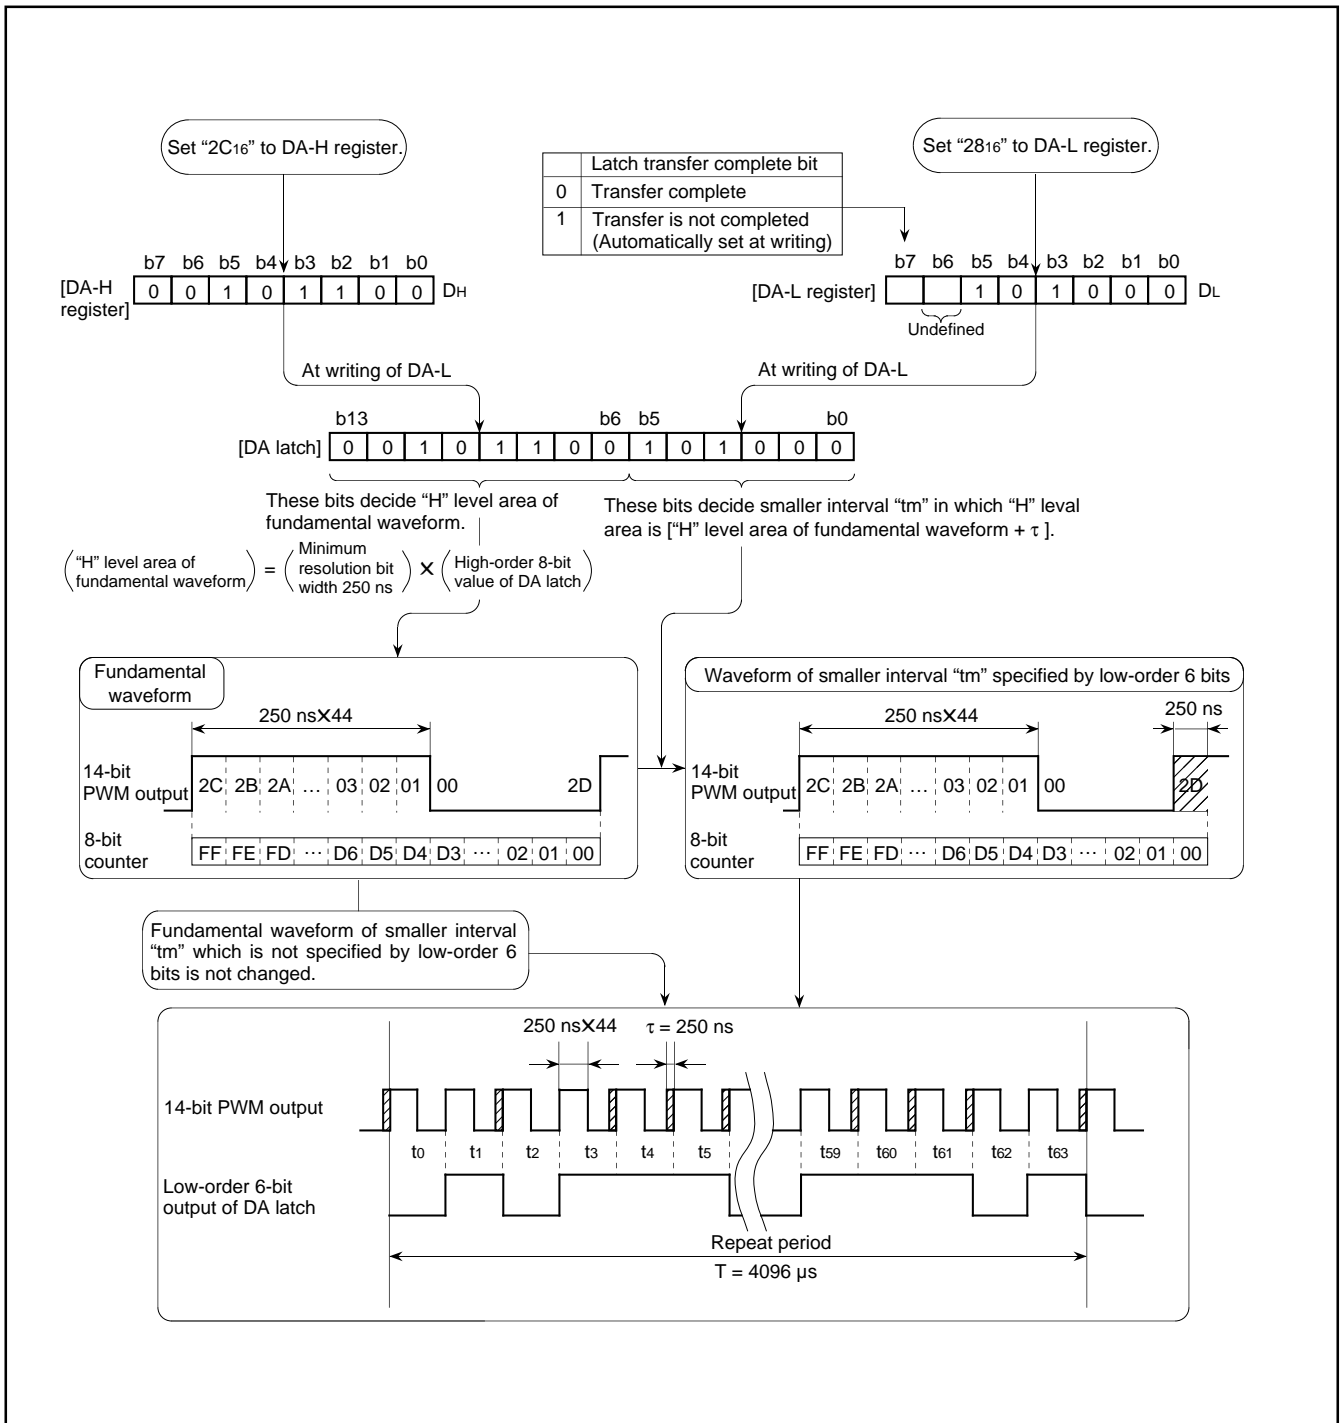 Set “2C16” to DA-H register.
Set “2816” to DA-L register.
Latch transfer complete bit
0 Transfer complete
1 Transfer is not completed
(Automatically set at writing)
b7 b6 b5 b4 b3 b2 b1 b0
[DA-H
register]
0 0 1 0 1 1 0 0 DH
b7 b6 b5 b4 b3 b2 b1 b0
[DA-L register] 1 0 1 0 0 0 DL
Undefined
At writing of DA-L
At writing of DA-L
b13 b6 b5 b0
[DA latch] 0 0 1 0 1 1 0 0 1 0 1 0 0 0
These bits decide “H” level area of
fundamental waveform.
These bits decide smaller interval “tm” in which “H” leval
area is [“H” level area of fundamental waveform + τ ].
(“H” level area of
fundamental waveform) = (Minimum
resolution bit
width 250 ns) × (High-order 8-bit
value of DA latch)
Fundamental
waveform
250 ns×44
14-bit
PWM output
2C 2B 2A … 03 02 01 00 2D
8-bit
counter
FF FE FD … D6 D5 D4 D3 … 02 01 00
Waveform of smaller interval “tm” specified by low-order 6 bits
250 ns×44
250 ns
14-bit
PWM output
2C 2B 2A … 03 02 01 00 2D
8-bit
counter
FF FE FD … D6 D5 D4 D3 … 02 01 00
Fundamental waveform of smaller interval
“tm” which is not specified by low-order 6
bits is not changed.
250 ns×44 τ = 250 ns
14-bit PWM output
t0 t1 t2 t3 t4 t5 t59 t60 t61 t62 t63
Low-order 6-bit
output of DA latch
Repeat period
T = 4096 µs